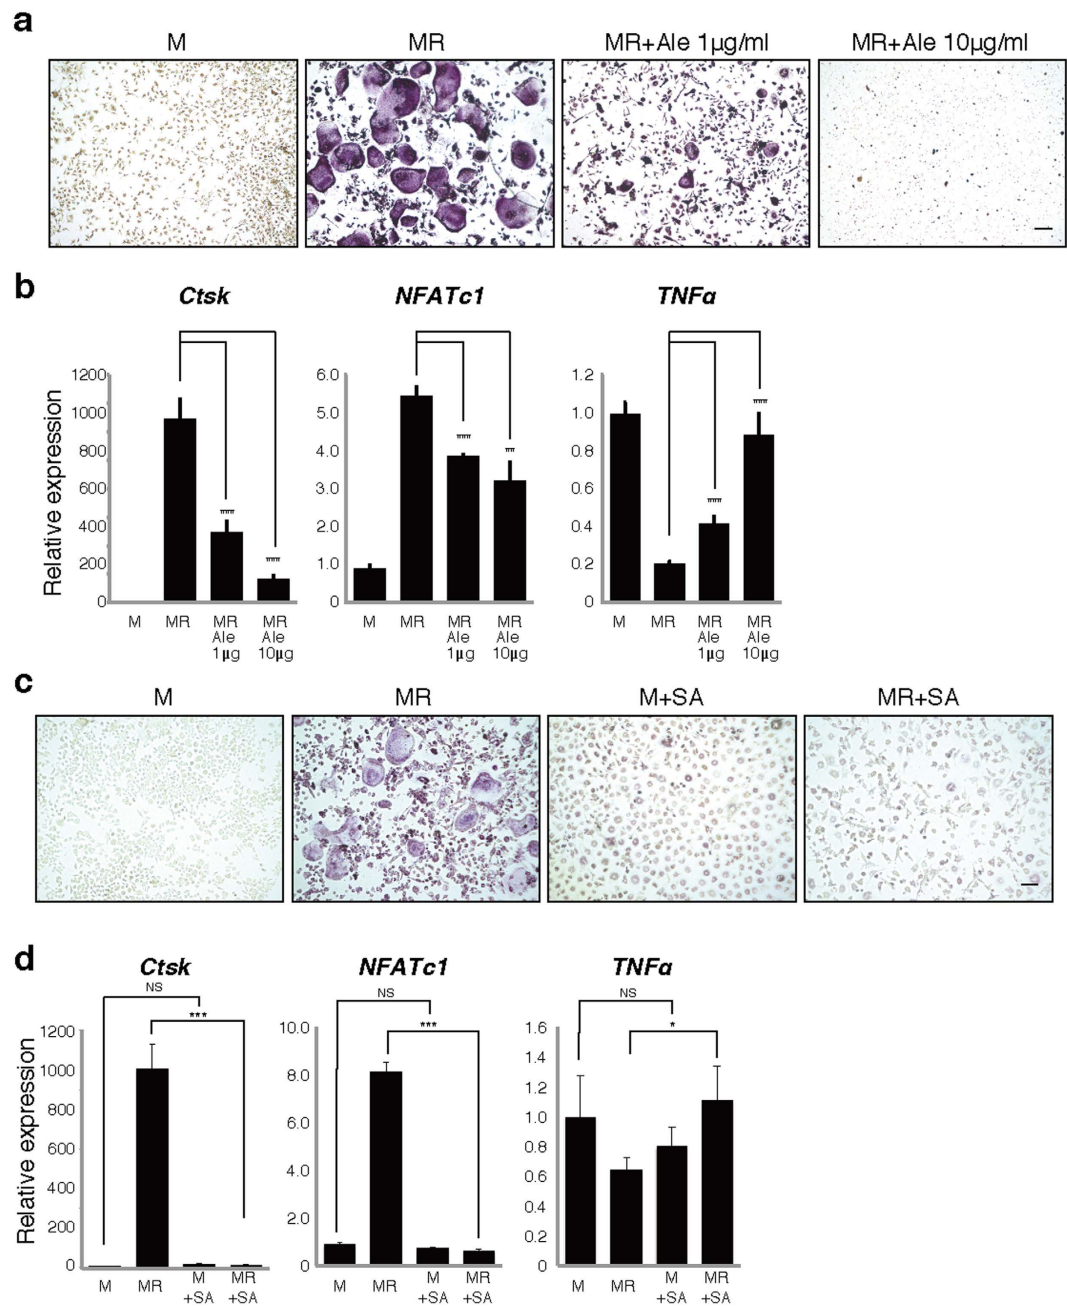 a
M MR MR+Ale 1μg/ml MR+Ale 10μg/ml
b
Ctsk NFATc1 TNFα
Relative expression
1200
1000
800
600
400
200
0
M MR MR Ale 1μg MR Ale 10μg
6.0
5.0
4.0
3.0
2.0
1.0
0
M MR MR Ale 1μg MR Ale 10μg
1.2
1.0
0.8
0.6
0.4
0.2
0
M MR MR Ale 1μg MR Ale 10μg
c
M MR M+SA MR+SA
d
Ctsk NFATc1 TNFα
Relative expression
NS
***
1200
1000
800
600
400
200
0
M MR M +SA MR +SA
NS
***
10.0
8.0
6.0
4.0
2.0
0
M MR M +SA MR +SA
NS
*
1.6
1.4
1.2
1.0
0.8
0.6
0.4
0.2
0
M MR M +SA MR +SA